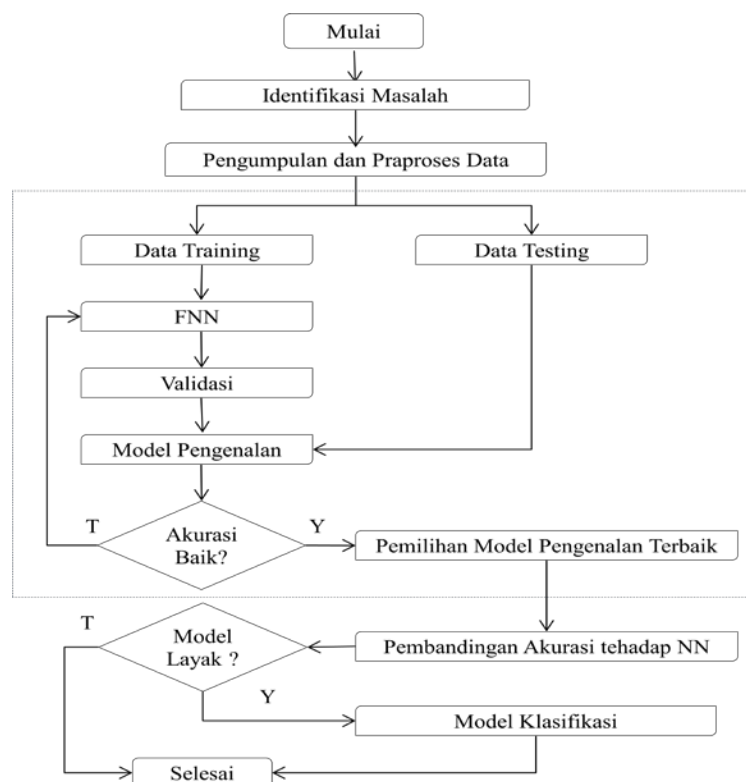 Mulai
Identifikasi Masalah
Pengumpulan dan Praproses Data
Data Training
Data Testing
FNN
Validasi
Model Pengenalan
T
Akurasi
Baik?
Y
Pemilihan Model Pengenalan Terbaik
T
Model
Layak ?
Pembandingan Akurasi tehadap NN
Y
Model Klasifikasi
Selesai